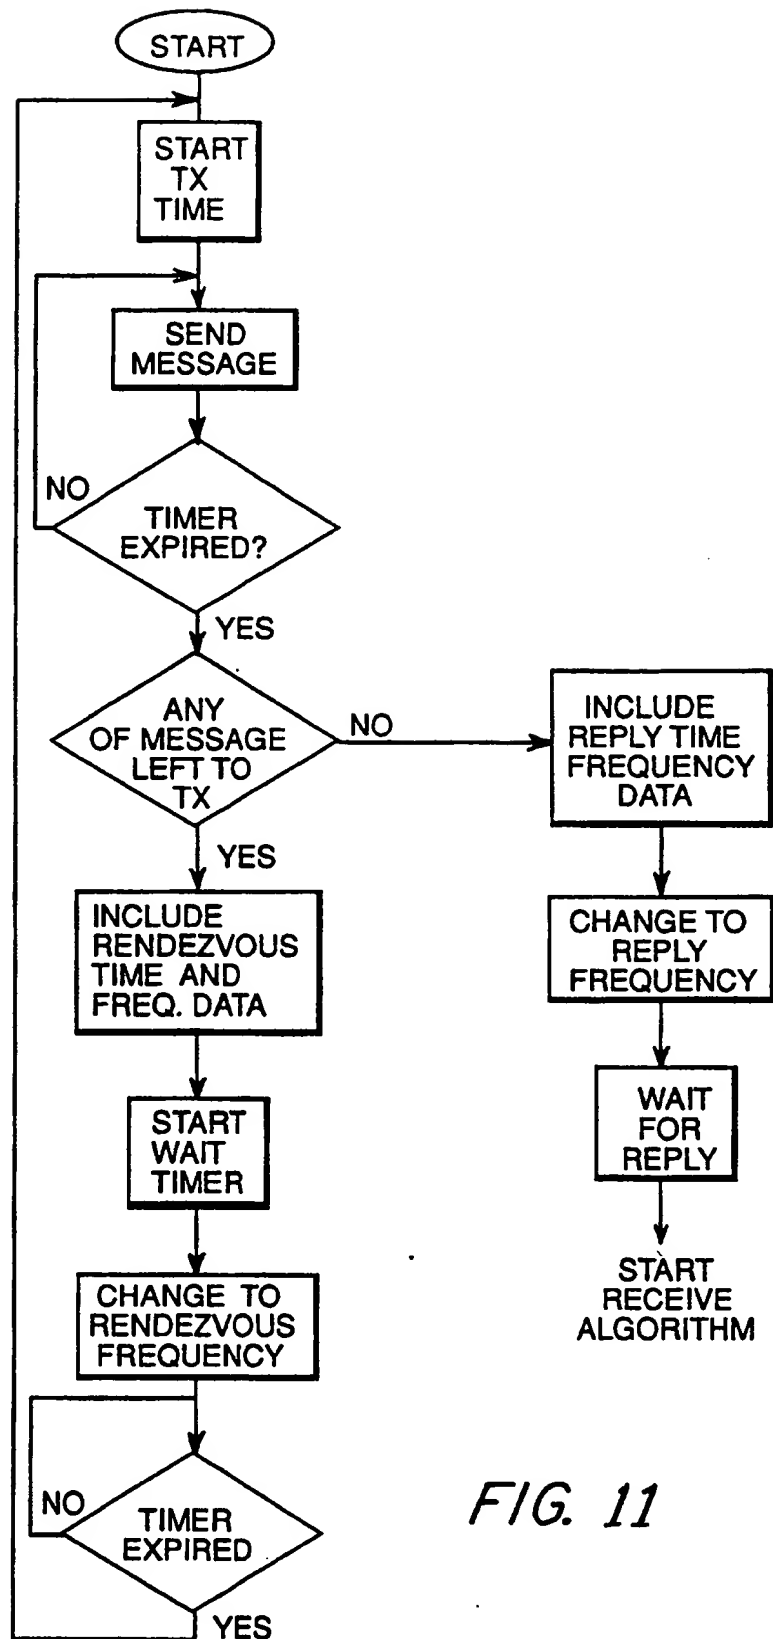 START
START
TX
TIME
SEND
MESSAGE
NO
TIMER
EXPIRED?
YES
ANY
OF MESSAGE
LEFT TO
TX
NO
YES
INCLUDE
RENDEZVOUS
TIME AND
FREQ. DATA
START
WAIT
TIMER
CHANGE TO
RENDEZVOUS
FREQUENCY
NO
TIMER
EXPIRED
YES
INCLUDE
REPLY TIME
FREQUENCY
DATA
CHANGE TO
REPLY
FREQUENCY
WAIT
FOR
REPLY
START
RECEIVE
ALGORITHM
FIG. 11